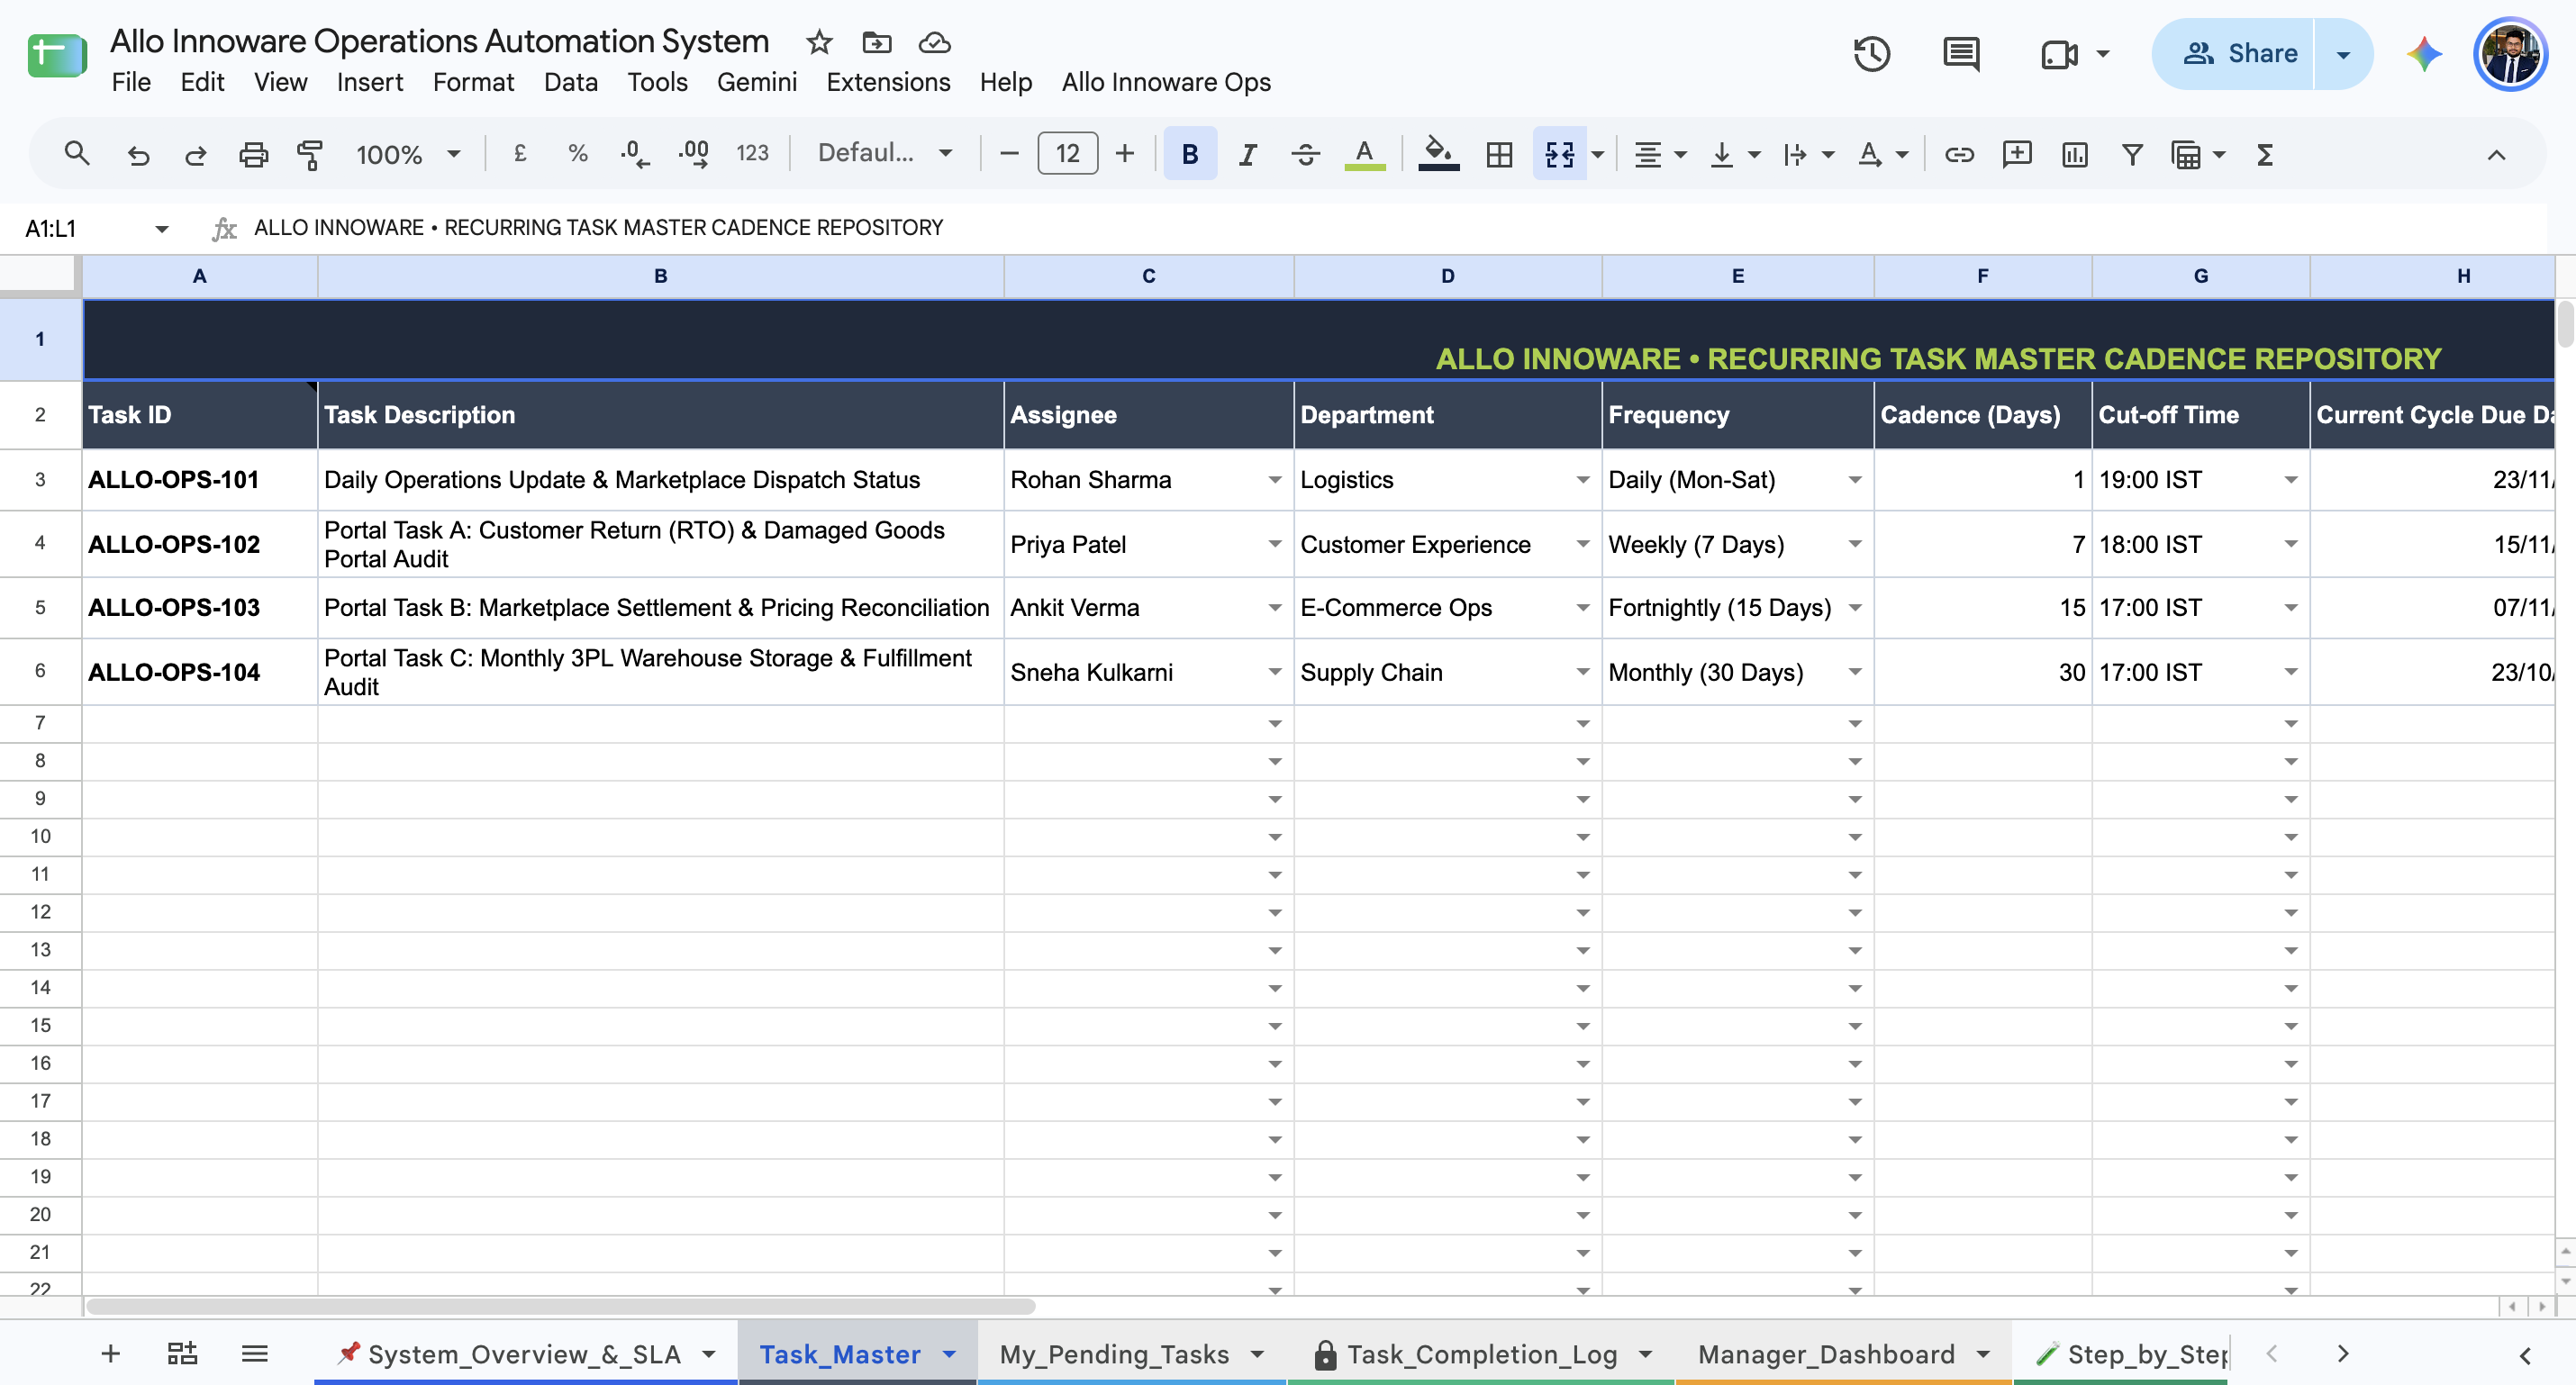 Allo Innoware Operations Automation System
File Edit View Insert Format Data Tools Gemini Extensions Help Allo Innoware Ops
Share
100% £ % .0 .00 123 Defaul... 12 B I A A Σ
A1:L1 fx ALLO INNOWARE • RECURRING TASK MASTER CADENCE REPOSITORY
A B C D E F G H
1 ALLO INNOWARE • RECURRING TASK MASTER CADENCE REPOSITORY
2 Task ID Task Description Assignee Department Frequency Cadence (Days) Cut-off Time Current Cycle Due Da
3 ALLO-OPS-101 Daily Operations Update & Marketplace Dispatch Status Rohan Sharma Logistics Daily (Mon-Sat) 1 19:00 IST 23/11/
4 ALLO-OPS-102 Portal Task A: Customer Return (RTO) & Damaged Goods
Portal Audit Priya Patel Customer Experience Weekly (7 Days) 7 18:00 IST 15/11/
5 ALLO-OPS-103 Portal Task B: Marketplace Settlement & Pricing Reconciliation Ankit Verma E-Commerce Ops Fortnightly (15 Days) 15 17:00 IST 07/11/
6 ALLO-OPS-104 Portal Task C: Monthly 3PL Warehouse Storage & Fulfillment
Audit Sneha Kulkarni Supply Chain Monthly (30 Days) 30 17:00 IST 23/10/
7
8
9
10
11
12
13
14
15
16
17
18
19
20
21
22
System_Overview_&_SLA Task_Master My_Pending_Tasks Task_Completion_Log Manager_Dashboard Step_by_Step